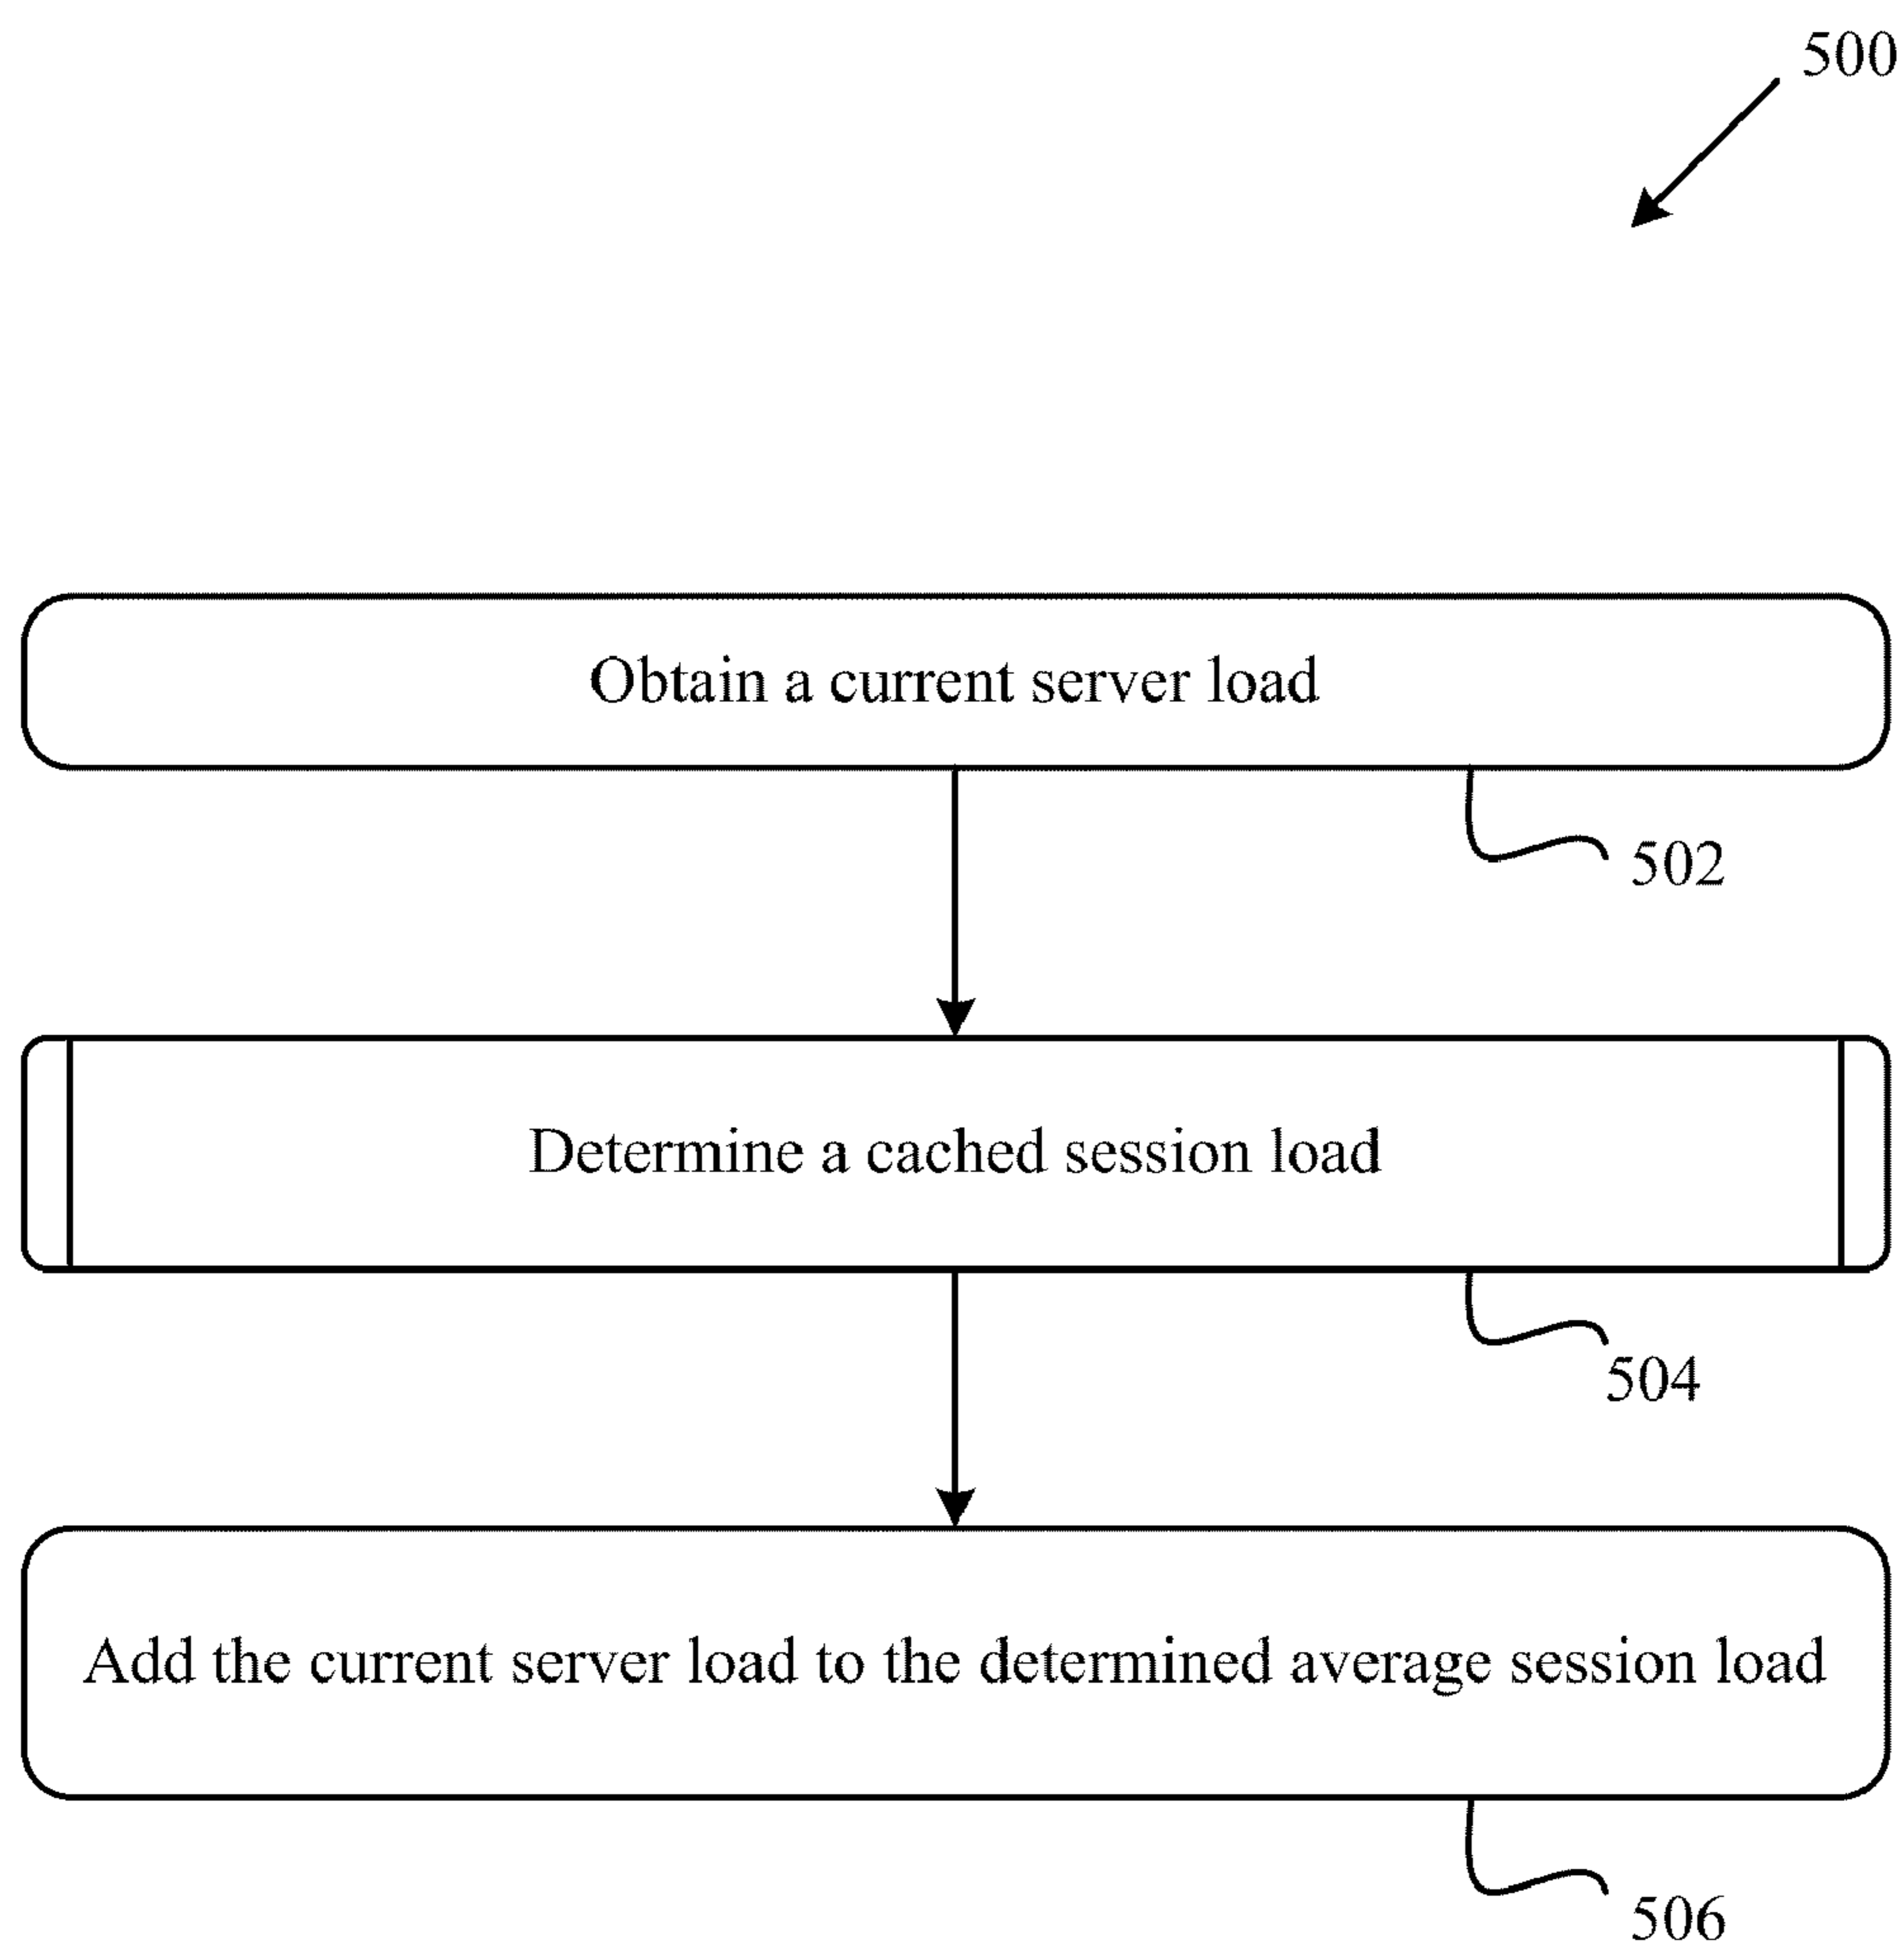 500
Obtain a current server load
502
Determine a cached session load
504
Add the current server load to the determined average session load
506